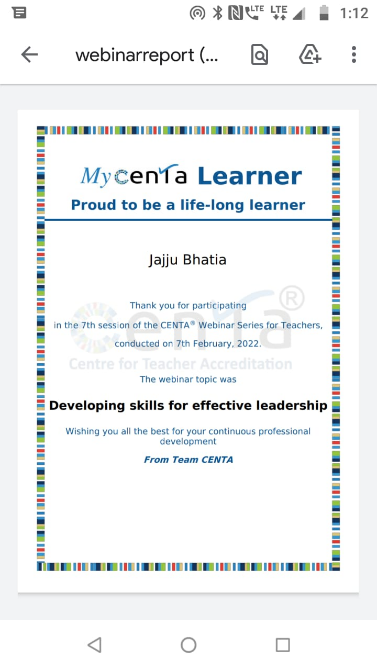 LTE LTE 1:12
webinarreport (...
Mycenta Learner
Proud to be a life-long learner
Jajju Bhatia
Thank you for participating
in the 7th session of the CENTA® Webinar Series for Teachers,
conducted on 7th February, 2022.
centa®
Centre for Teacher Accreditation
The webinar topic was
Developing skills for effective leadership
Wishing you all the best for your continuous professional
development
From Team CENTA